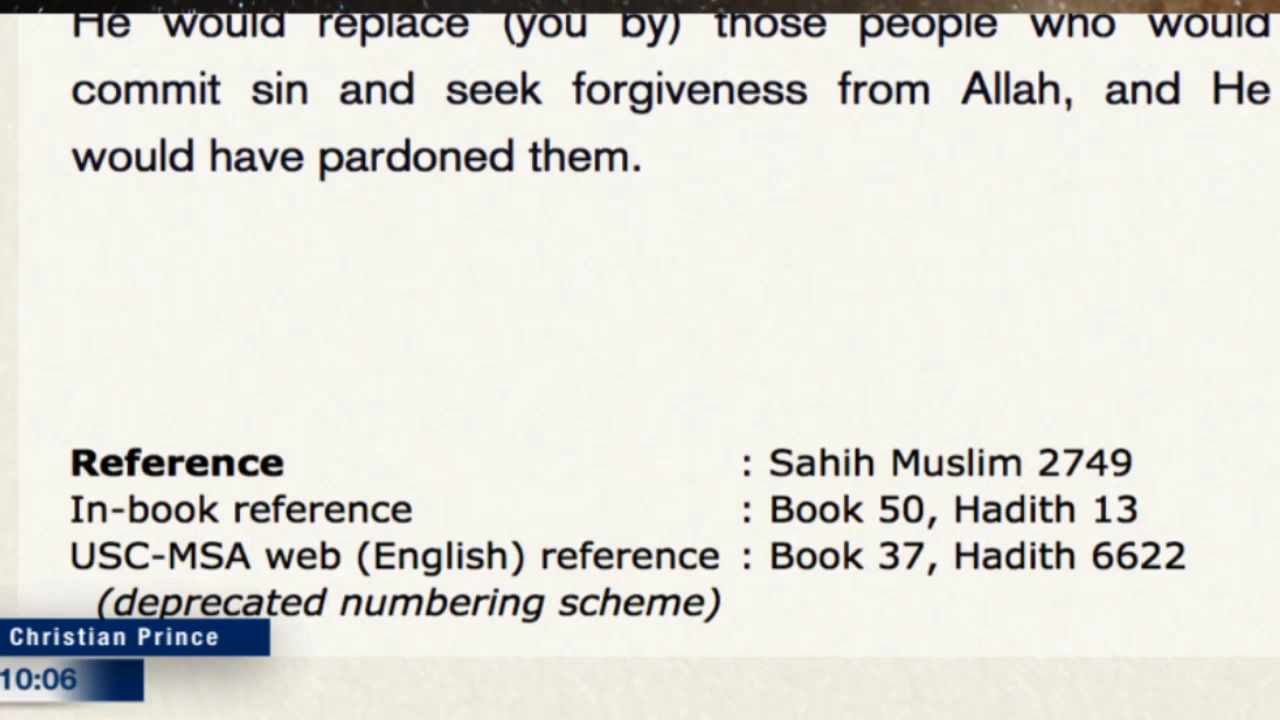 He would replace (you by) those people who would
commit sin and seek forgiveness from Allah, and He
would have pardoned them.
Reference : Sahih Muslim 2749
In-book reference : Book 50, Hadith 13
USC-MSA web (English) reference : Book 37, Hadith 6622
(deprecated numbering scheme)
Christian Prince
10:06